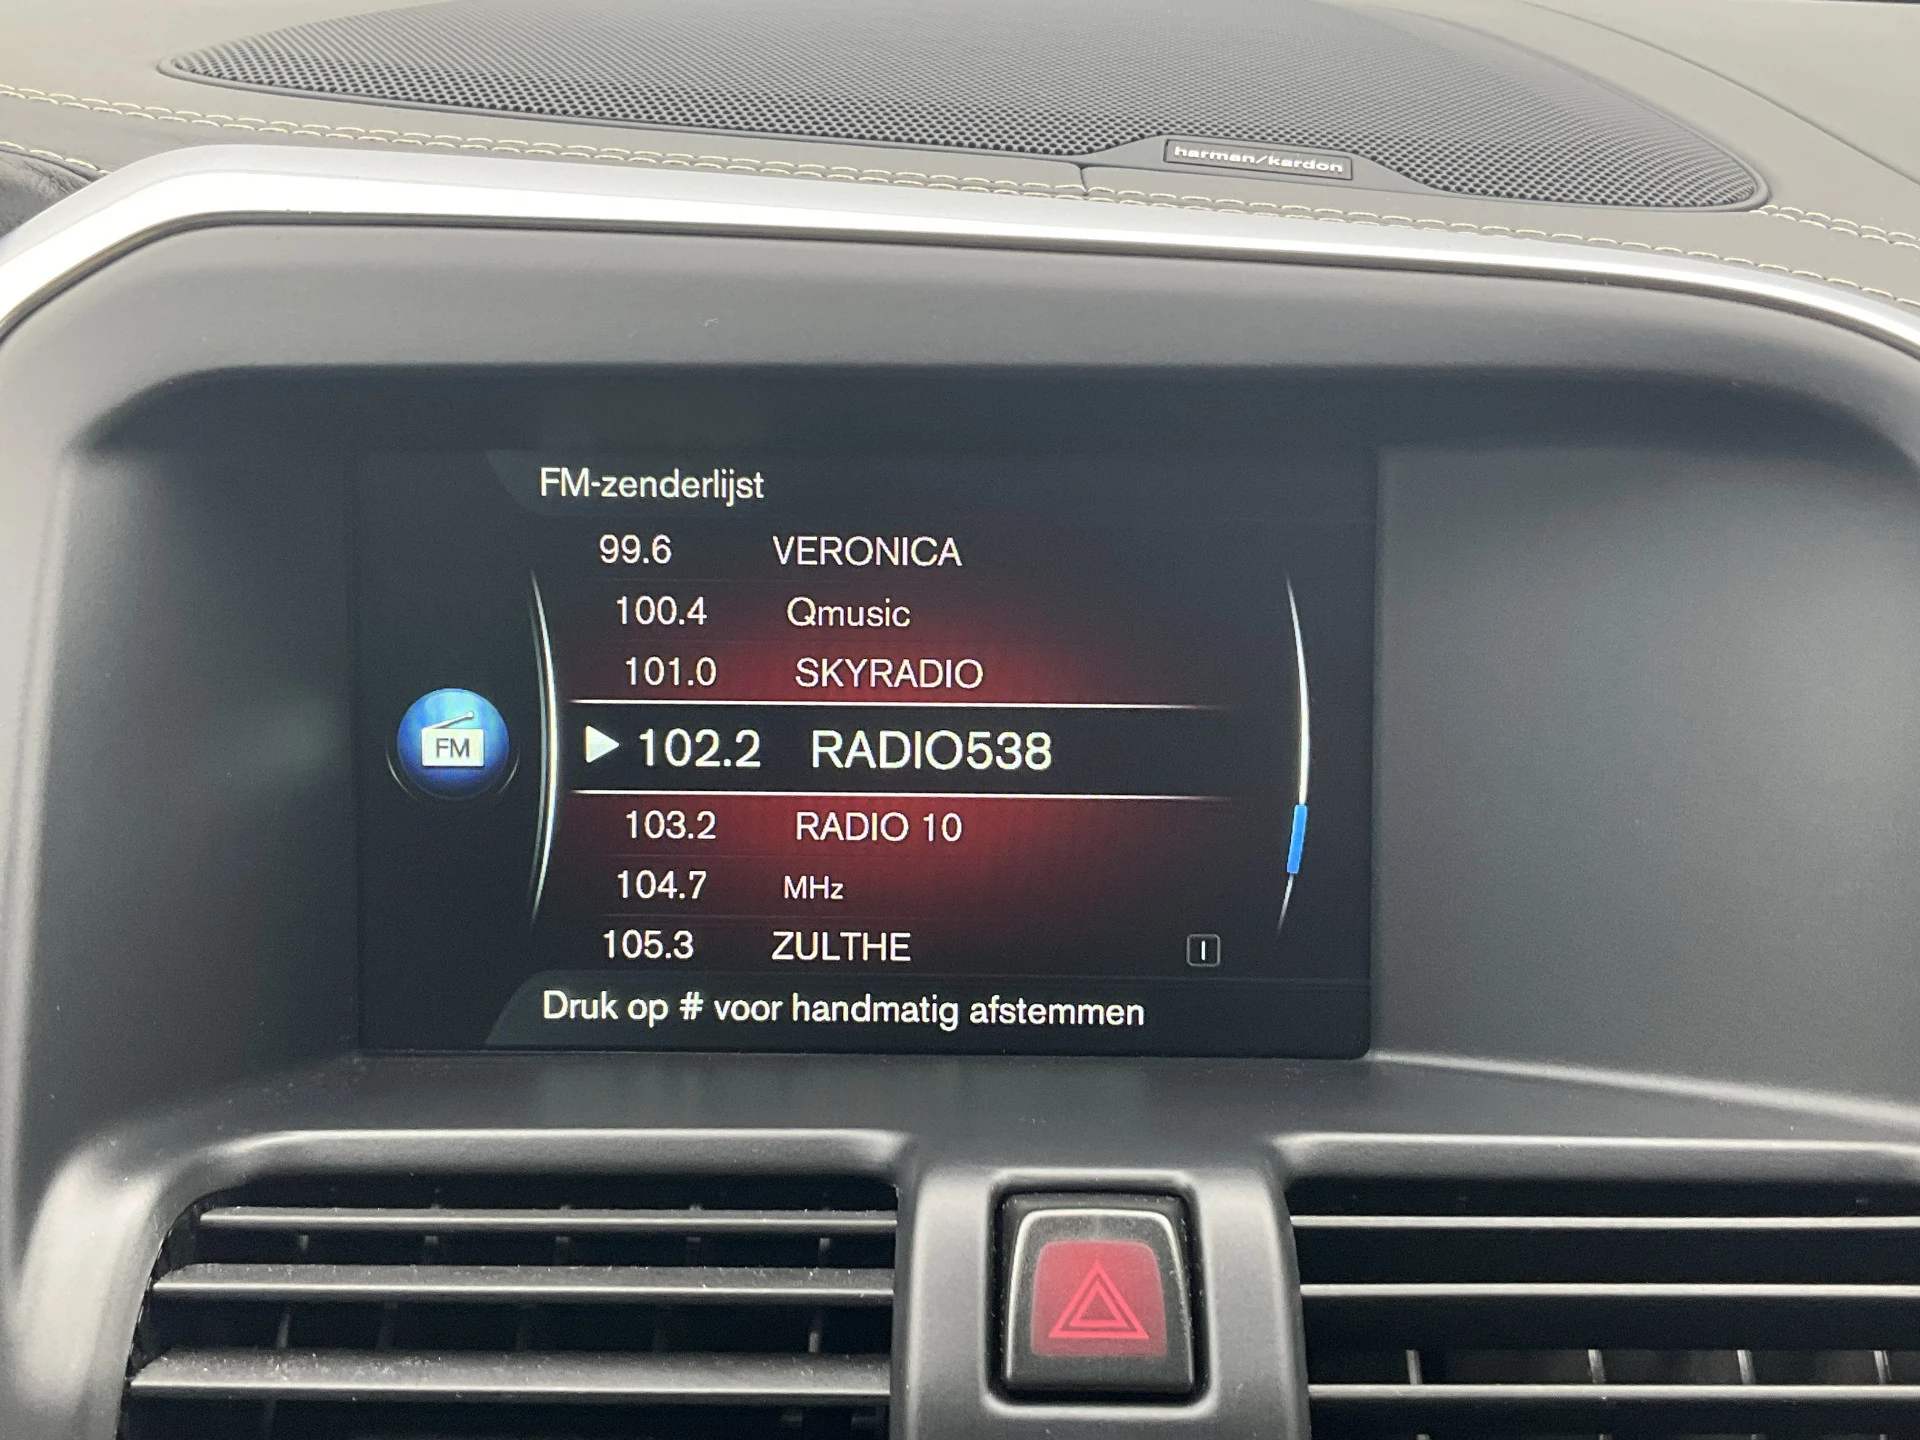 harman/kardon
FM-zenderlijst
99.6 VERONICA
100.4 Qmusic
101.0 SKYRADIO
FM
102.2 RADIO538
103.2 RADIO 10
104.7 MHz
105.3 ZULTHE I
Druk op # voor handmatig afstemmen